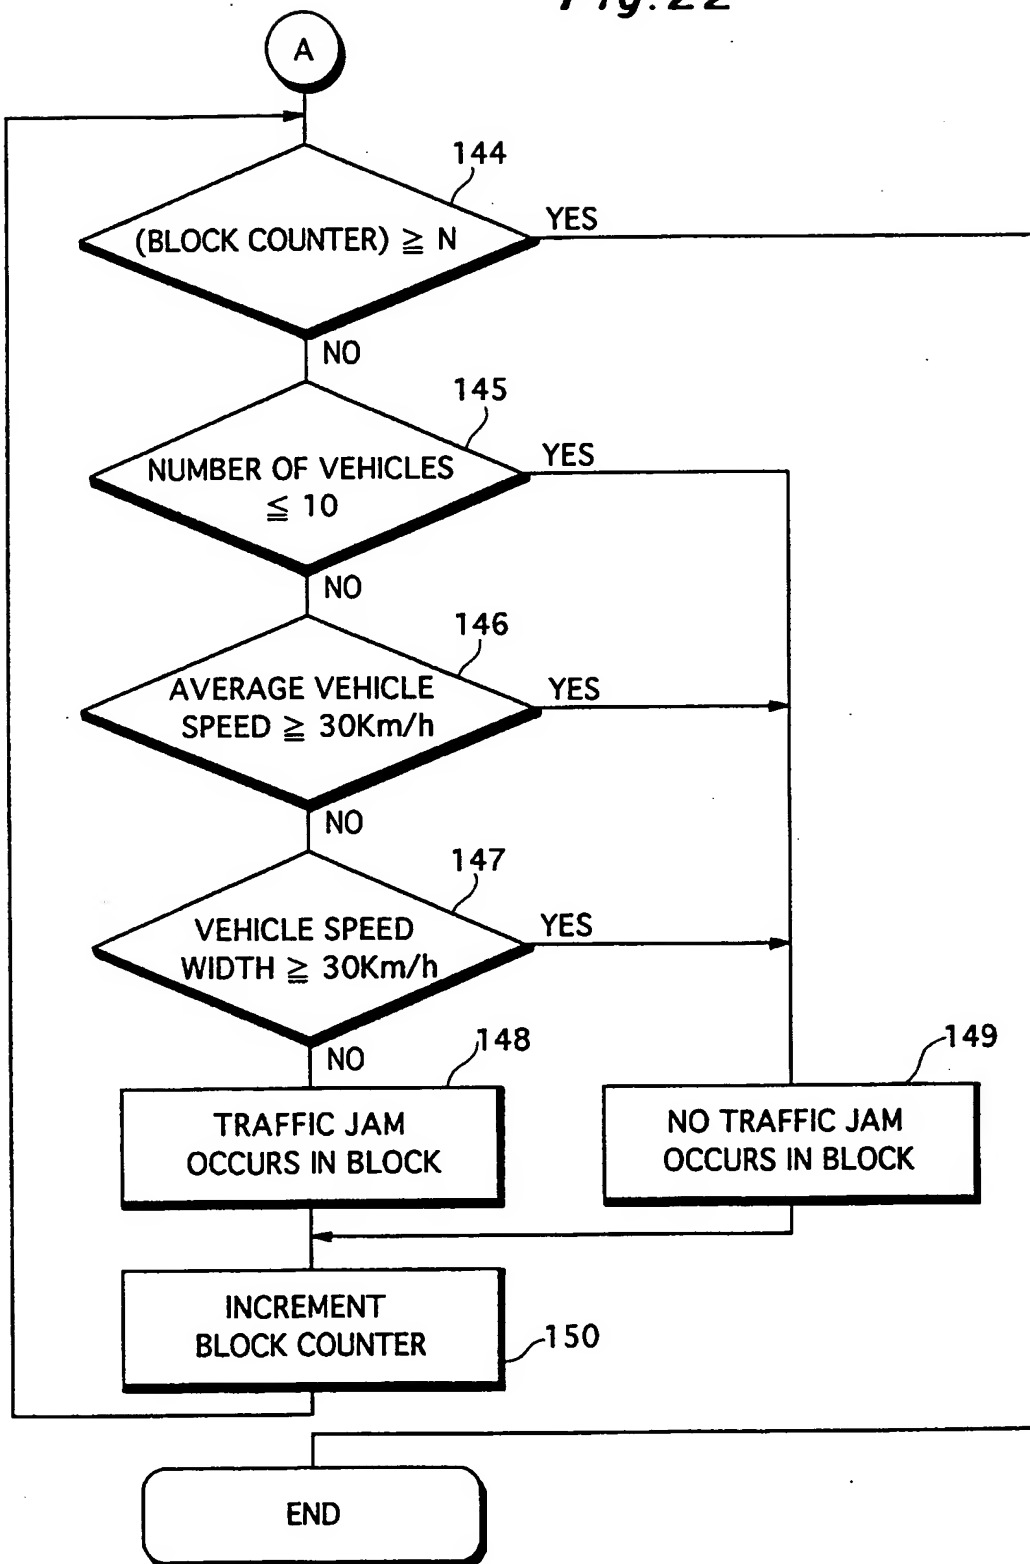 Fig. 22
A
144
(BLOCK COUNTER) ≧ N
YES
NO
145
NUMBER OF VEHICLES
≦ 10
YES
NO
146
AVERAGE VEHICLE
SPEED ≧ 30Km/h
YES
NO
147
VEHICLE SPEED
WIDTH ≧ 30Km/h
YES
NO
148
TRAFFIC JAM
OCCURS IN BLOCK
149
NO TRAFFIC JAM
OCCURS IN BLOCK
INCREMENT
BLOCK COUNTER
150
END